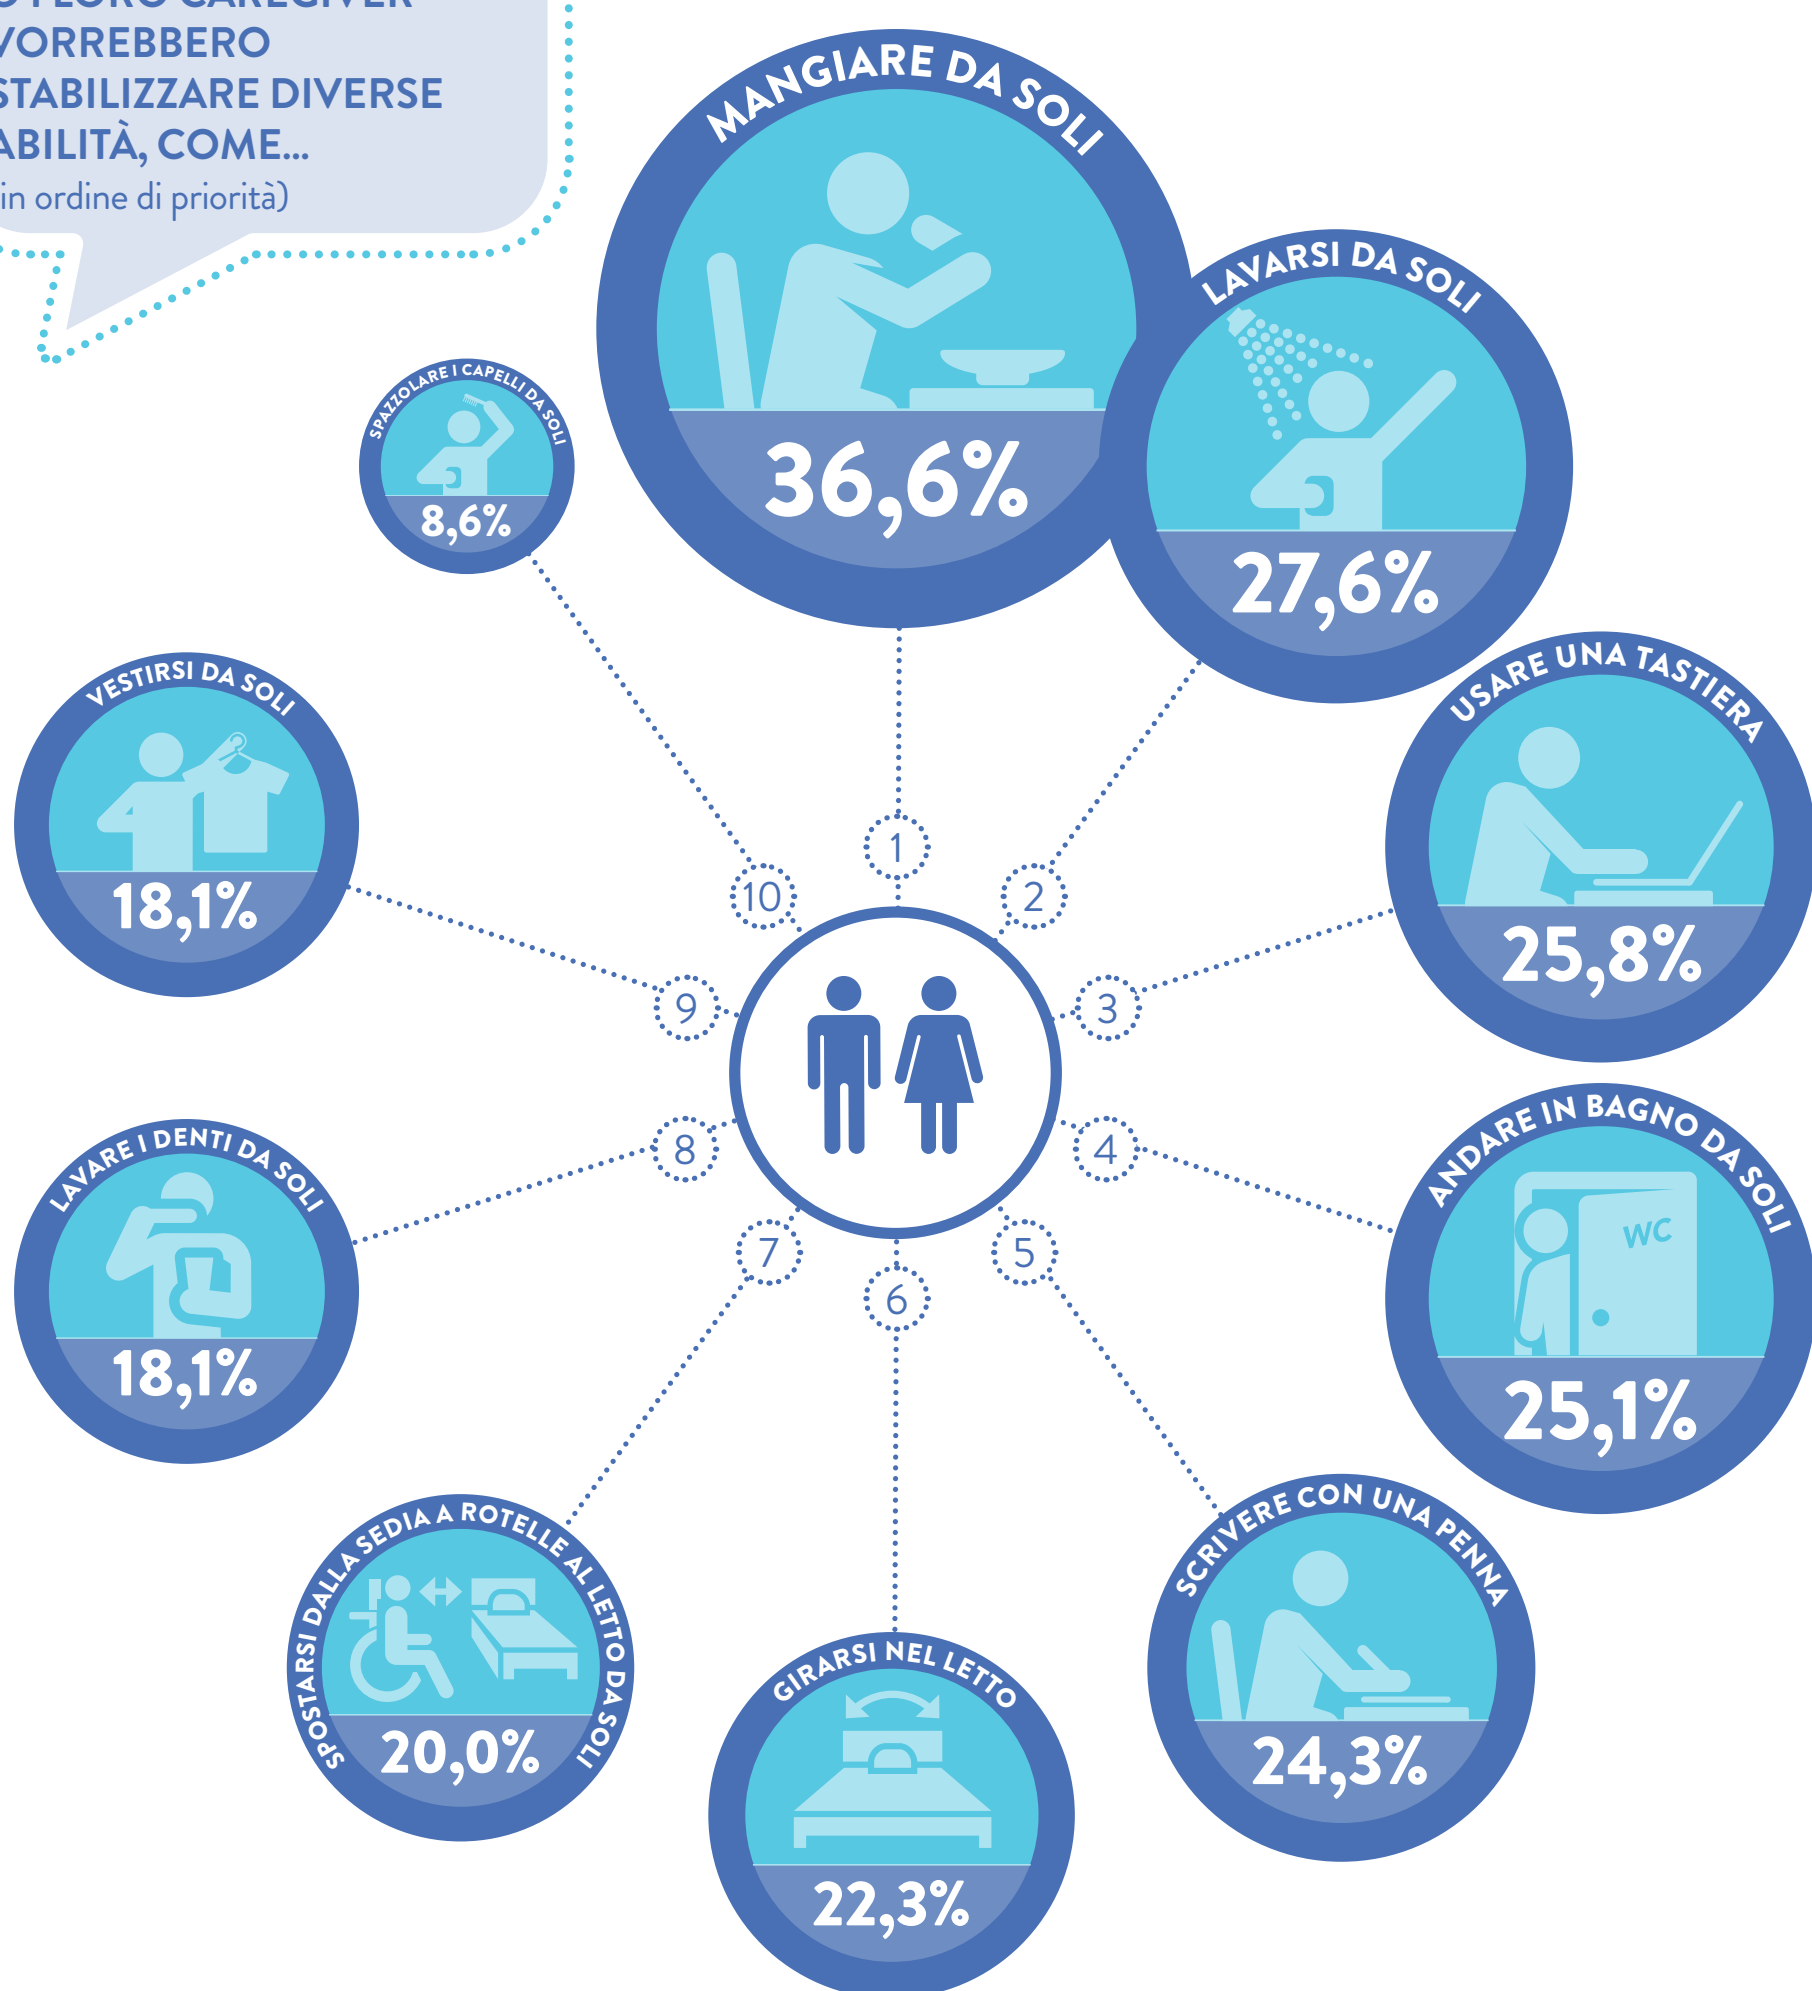 CAREGIVER
VORREBBERO
STABILIZZARE DIVERSE
ABILITÀ, COME...
in ordine di priorità)
MANGIARE DA SOLI
36,6%
LAVARSI DA SOLI
27,6%
USARE UNA TASTIERA
25,8%
ANDARE IN BAGNO DA SOLI
WC
25,1%
SCRIVERE CON UNA PENNA
24,3%
GIRARSI NEL LETTO
22,3%
SPOSTARSI DALLA SEDIA A ROTELLE AL LETTO DA SOLI
20,0%
LAVARE I DENTI DA SOLI
18,1%
VESTIRSI DA SOLI
18,1%
SPAZZOLARE I CAPELLI DA SOLI
8,6%
1
2
3
4
5
6
7
8
9
10